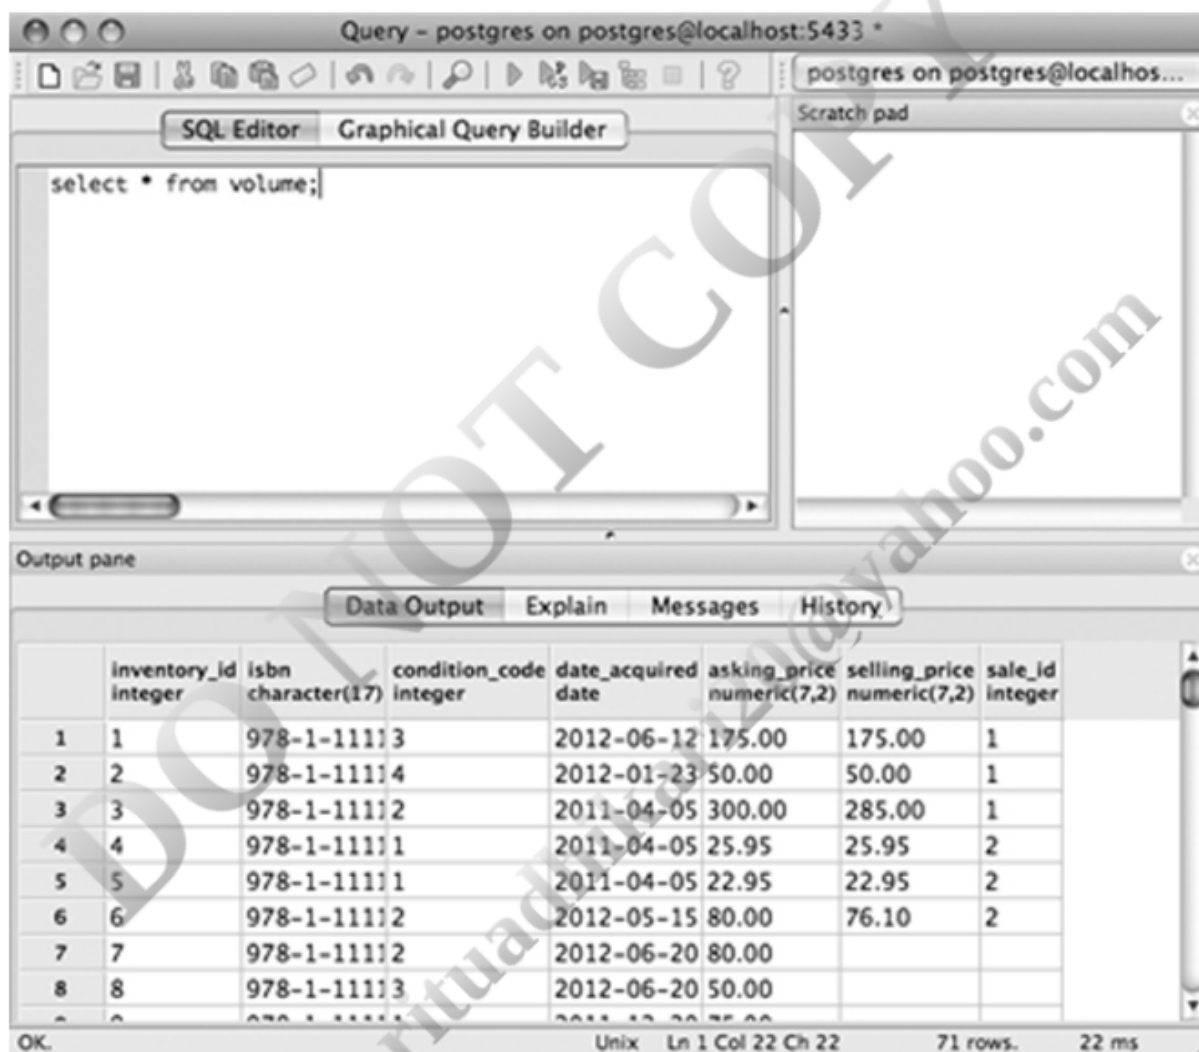 Query – postgres on postgres@localhost:5433 *
postgres on postgres@localhos...
SQL Editor Graphical Query Builder
Scratch pad
select * from volume;
Output pane
Data Output Explain Messages History
inventory_id integer isbn character(17) condition_code integer date_acquired date asking_price numeric(7,2) selling_price numeric(7,2) sale_id integer
1 1 978-1-1111 3 2012-06-12 175.00 175.00 1
2 2 978-1-1111 4 2012-01-23 50.00 50.00 1
3 3 978-1-1111 2 2011-04-05 300.00 285.00 1
4 4 978-1-1111 1 2011-04-05 25.95 25.95 2
5 5 978-1-1111 1 2011-04-05 22.95 22.95 2
6 6 978-1-1111 2 2012-05-15 80.00 76.10 2
7 7 978-1-1111 2 2012-06-20 80.00
8 8 978-1-1111 3 2012-06-20 50.00
OK. Unix Ln 1 Col 22 Ch 22 71 rows. 22 ms
DO NOT COPY